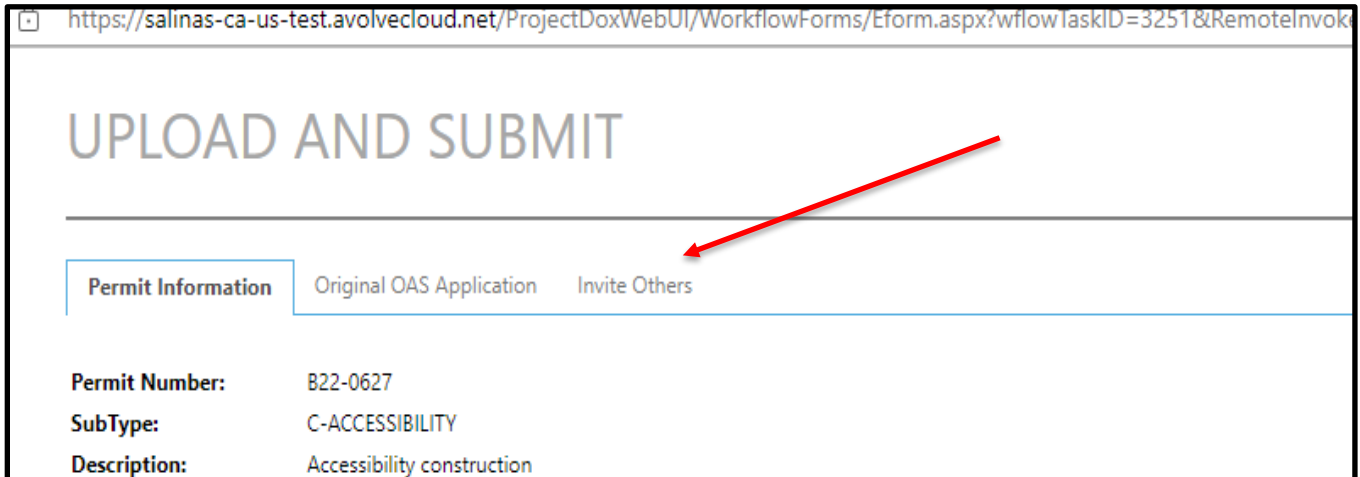 https://salinas-ca-us-test.avolvecloud.net/ProjectDoxWebUI/WorkflowForms/Eform.aspx?wflowTaskID=3251&RemoteInvoke
UPLOAD AND SUBMIT
Permit Information Original OAS Application Invite Others
Permit Number: B22-0627
SubType: C-ACCESSIBILITY
Description: Accessibility construction